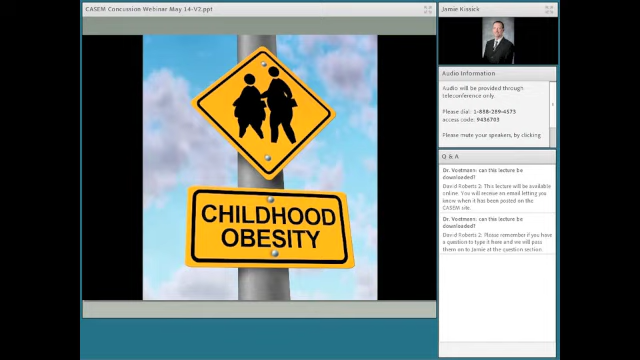 CASEM Concussion Webinar May 14-V2.ppt
CHILDHOOD
OBESITY
Jamie Kissick
Audio Information
Audio will be provided through
teleconference only.
Please dial: 1-888-289-4573
access code: 9436703
Please mute your speakers, by clicking
Q & A
Dr. Vostmann: can this lecture be
downloaded?
David Roberts 2: This lecture will be available
online. You will receive an email letting you
know when it has been posted on the
CASEM site.
Dr. Vostmann: can this lecture be
downloaded?
David Roberts 2: Please remember if you have
a question to type it here and we will pass
them on to Jamie at the question section